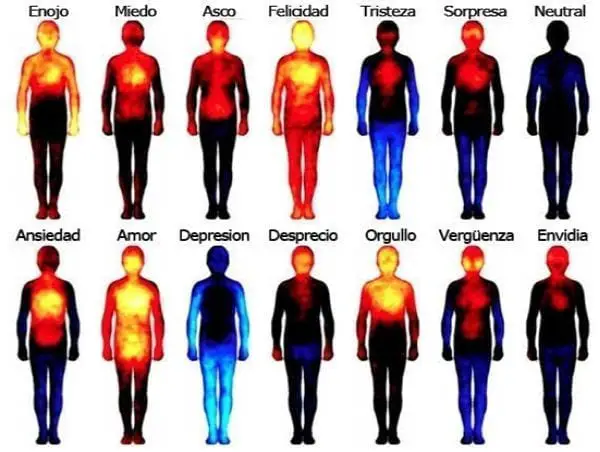 Enojo Miedo Asco Felicidad Tristeza Sorpresa Neutral
Ansiedad Amor Depresion Desprecio Orgullo Vergüenza Envidia